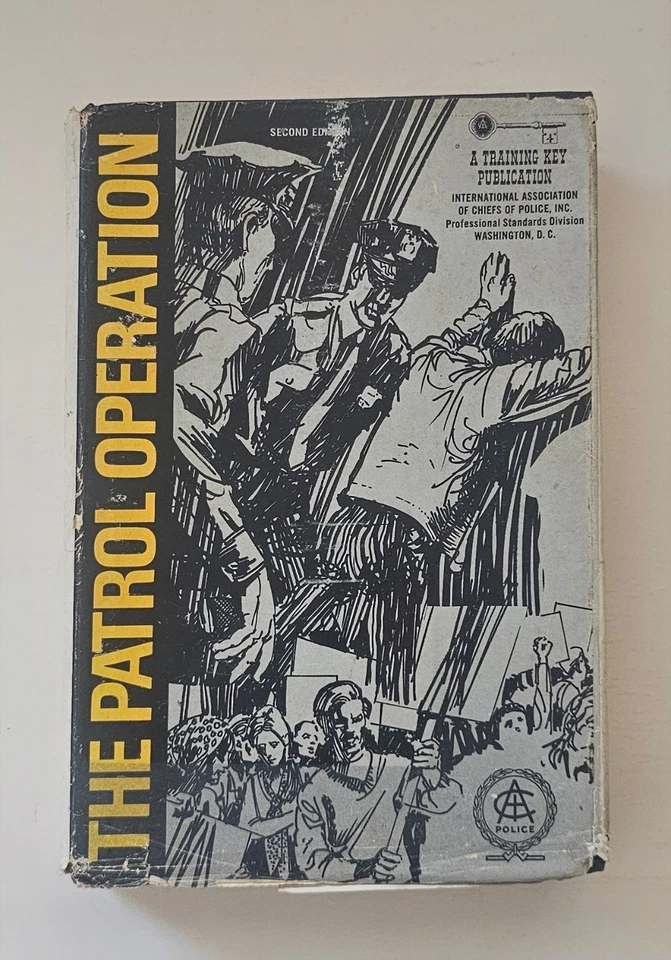 THE PATROL OPERATION
SECOND EDITION
A TRAINING KEY
PUBLICATION
INTERNATIONAL ASSOCIATION
OF CHIEFS OF POLICE, INC.
Professional Standards Division
WASHINGTON, D. C.
POLICE